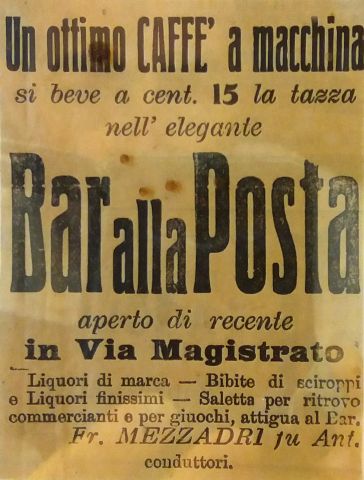 Un ottimo CAFFE' a macchina
si beve a cent. 15 la tazza
nell' elegante
Bar alla Posta
aperto di recente
in Via Magistrato
Liquori di marca — Bibite di sciroppi
e Liquori finissimi — Saletta per ritrovo
commercianti e per giuochi, attigua al Bar.
Fr. MEZZADRI fu Ant.
conduttori.